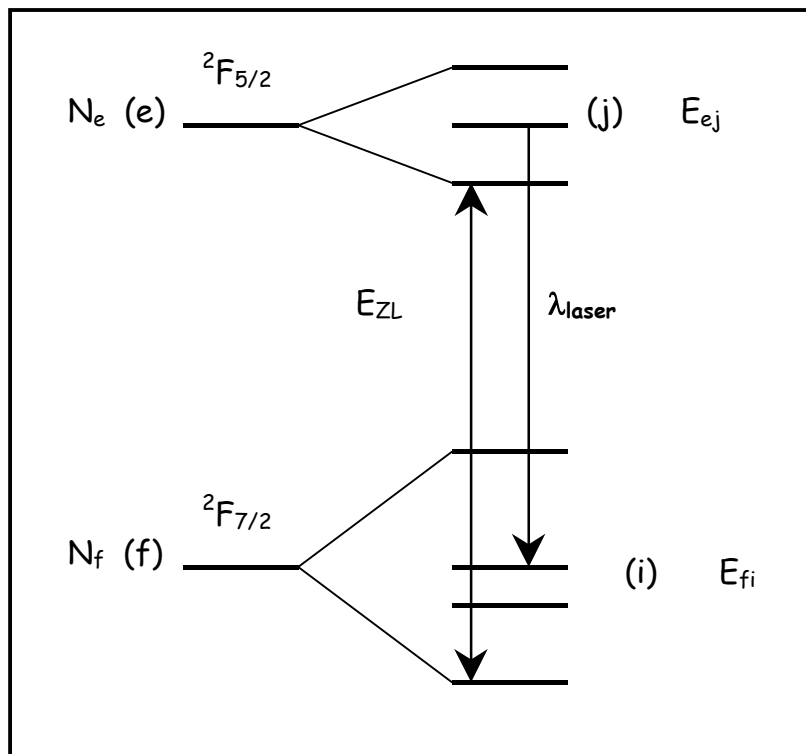 ²F₅/₂
Nₑ (e) (j) Eₑⱼ
E_ZL λ_laser
²F₇/₂
N_f (f) (i) E_fi